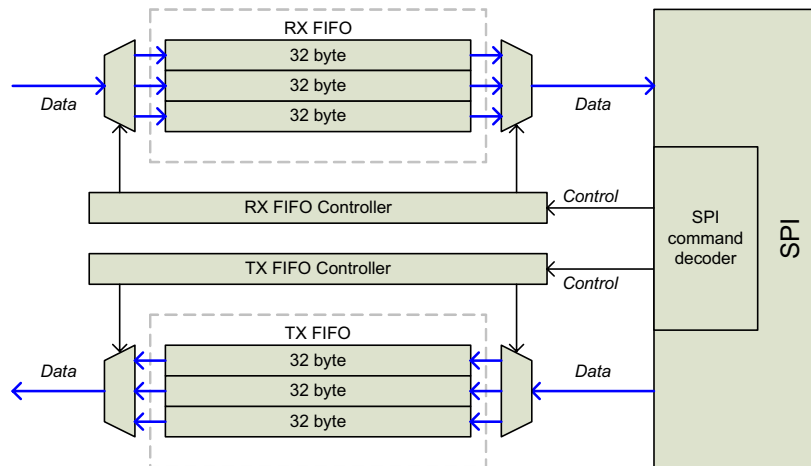 RX FIFO
32 byte
32 byte
32 byte
Data
Data
RX FIFO Controller
Control
SPI
command
decoder
SPI
TX FIFO Controller
Control
TX FIFO
32 byte
32 byte
32 byte
Data
Data